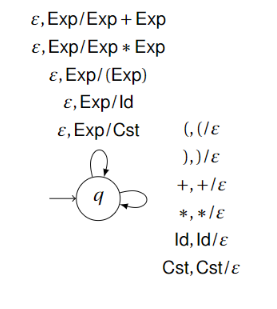 ε,Exp/Exp+Exp
ε,Exp/Exp∗Exp
ε,Exp/(Exp)
ε,Exp/Id
ε,Exp/Cst
(,(/ε
),)/ε
+,+/ε
∗,∗/ε
Id,Id/ε
Cst,Cst/ε
q